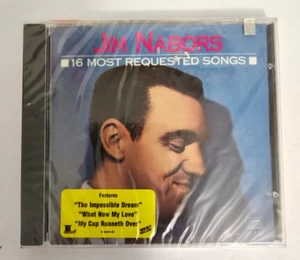 JIM NABORS
16 MOST REQUESTED SONGS
Features
"The Impossible Dream"
"What Now My Love"
"My Cup Runneth Over"